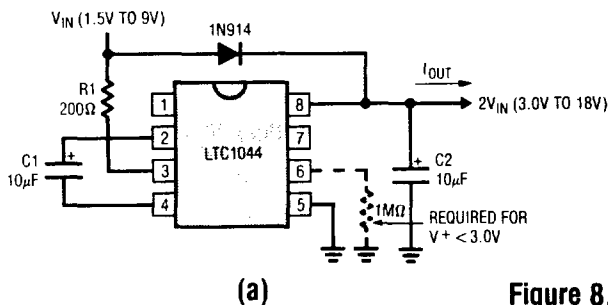 V_IN (1.5V TO 9V)
1N914
I_OUT
R1
200Ω
2V_IN (3.0V TO 18V)
1
8
2
7
LTC1044
C1
10µF
+
3
6
C2
10µF
+
4
5
1MΩ
REQUIRED FOR
V+ < 3.0V
(a)
Figure 8.